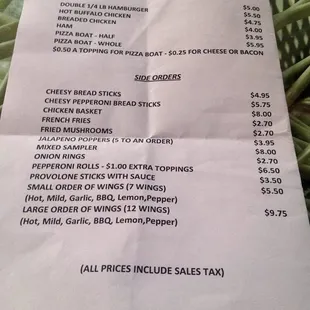 DOUBLE 1/4 LB HAMBURGER $5.00
HOT BUFFALO CHICKEN $5.50
BREADED CHICKEN $4.75
HAM $4.00
PIZZA BOAT - HALF $3.95
PIZZA BOAT - WHOLE $5.95
$0.50 A TOPPING FOR PIZZA BOAT - $0.25 FOR CHEESE OR BACON
SIDE ORDERS
CHEESY BREAD STICKS $4.95
CHEESY PEPPERONI BREAD STICKS $5.75
CHICKEN BASKET $8.00
FRENCH FRIES $2.70
FRIED MUSHROOMS $2.70
JALAPENO POPPERS (5 TO AN ORDER) $3.95
MIXED SAMPLER $8.00
ONION RINGS $2.70
PEPPERONI ROLLS - $1.00 EXTRA TOPPINGS $6.50
PROVOLONE STICKS WITH SAUCE $3.50
SMALL ORDER OF WINGS (7 WINGS) $5.50
(Hot, Mild, Garlic, BBQ, Lemon,Pepper)
LARGE ORDER OF WINGS (12 WINGS) $9.75
(Hot, Mild, Garlic, BBQ, Lemon,Pepper)
(ALL PRICES INCLUDE SALES TAX)